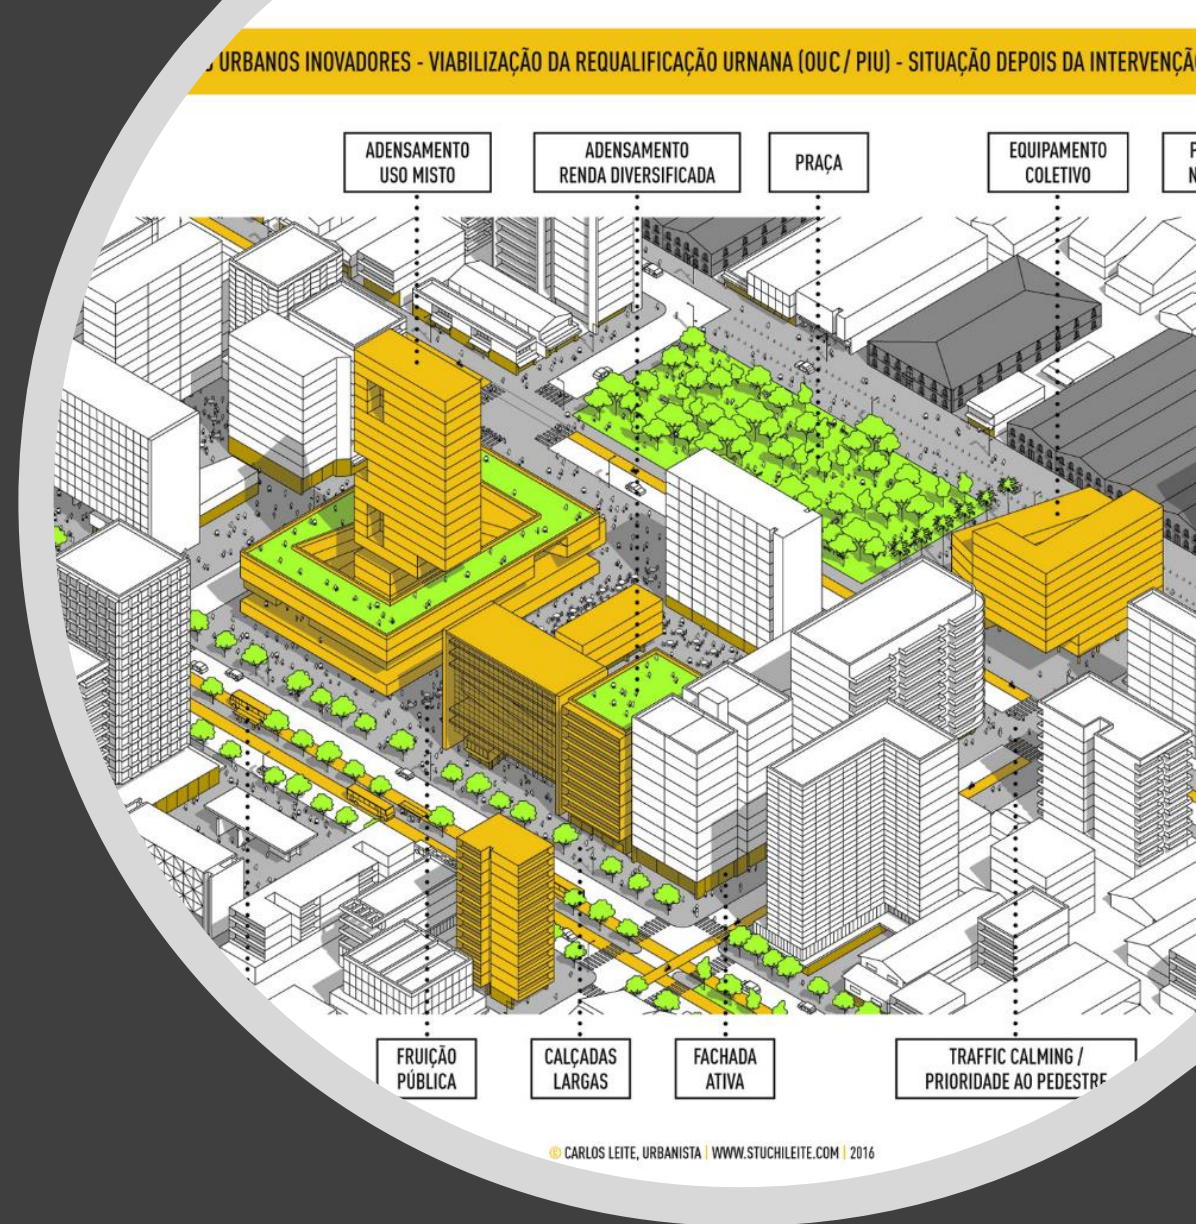 URBANOS INOVADORES - VIABILIZAÇÃO DA REQUALIFICAÇÃO URNANA (OUC / PIU) - SITUAÇÃO DEPOIS DA INTERVENÇÃO
ADENSAMENTO
USO MISTO
ADENSAMENTO
RENDA DIVERSIFICADA
PRAÇA
EQUIPAMENTO
COLETIVO
FRUIÇÃO
PÚBLICA
CALÇADAS
LARGAS
FACHADA
ATIVA
TRAFFIC CALMING /
PRIORIDADE AO PEDESTRE
© CARLOS LEITE, URBANISTA | WWW.STUCHILEITE.COM | 2016